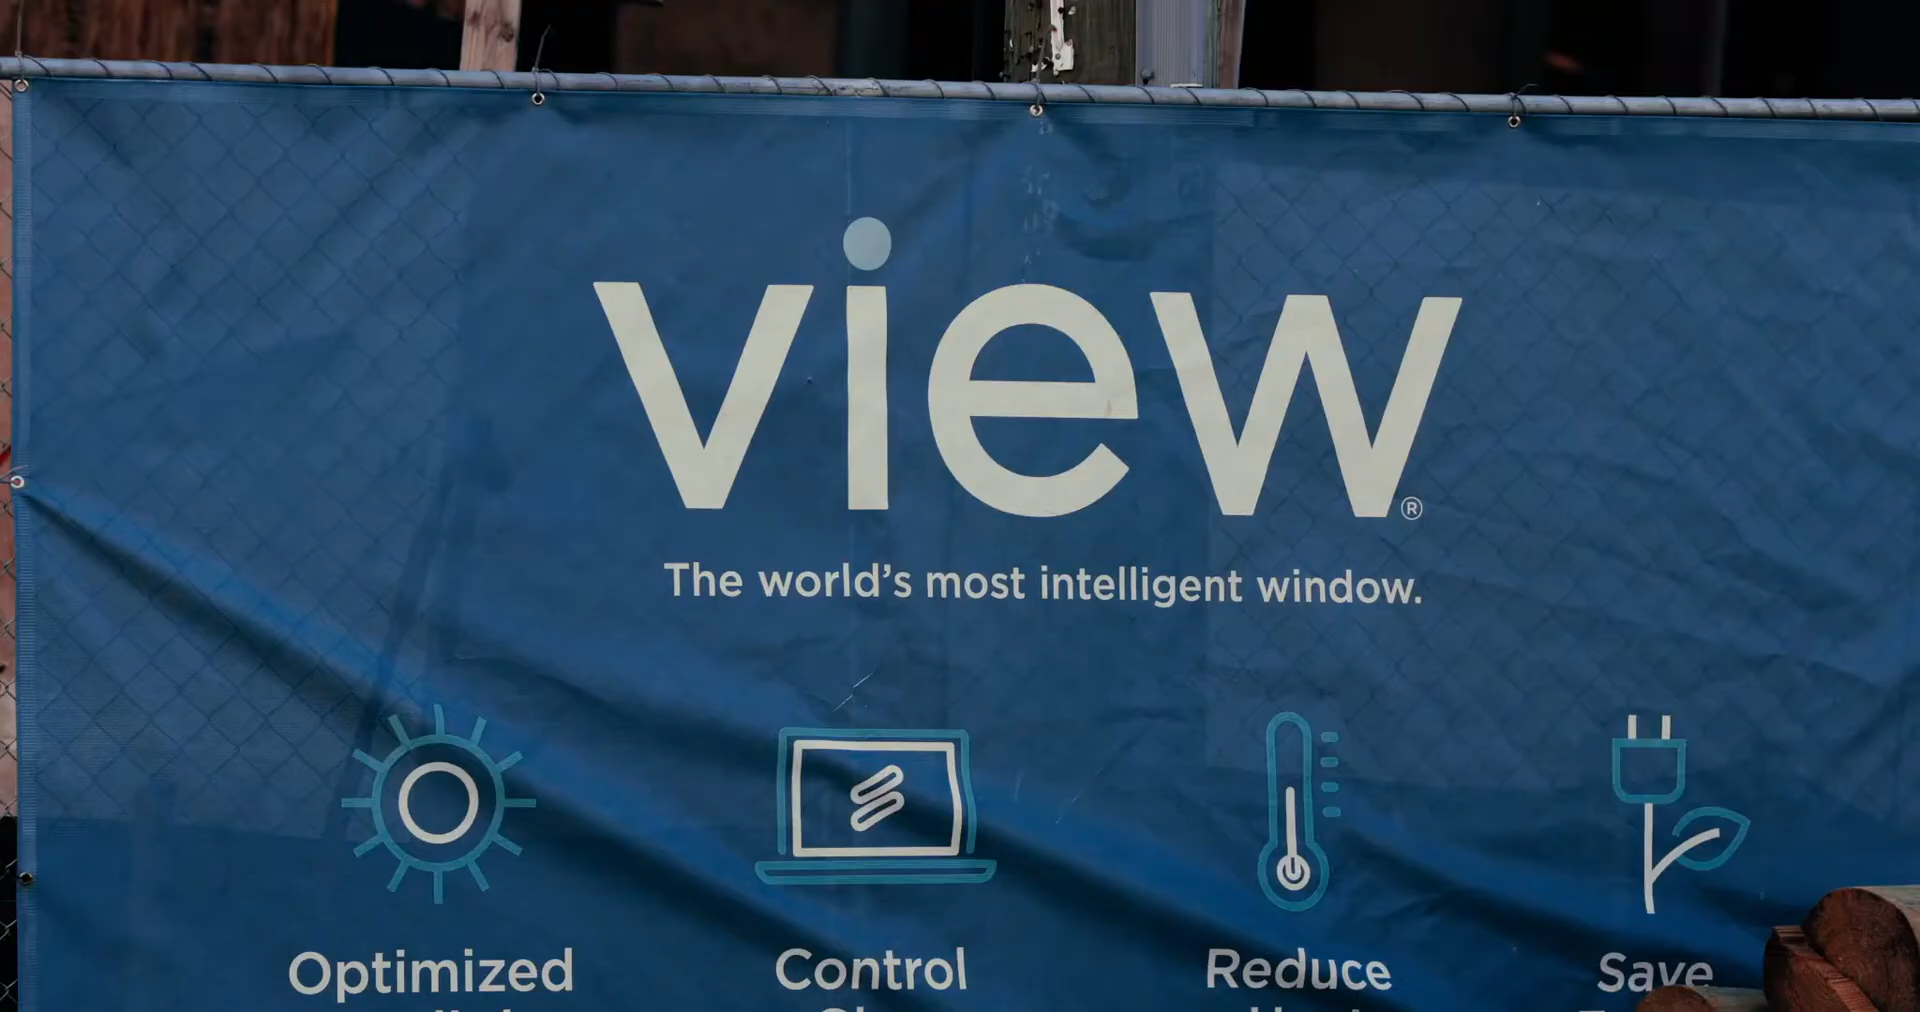 view®
The world's most intelligent window.
Optimized
Control
Reduce
Save